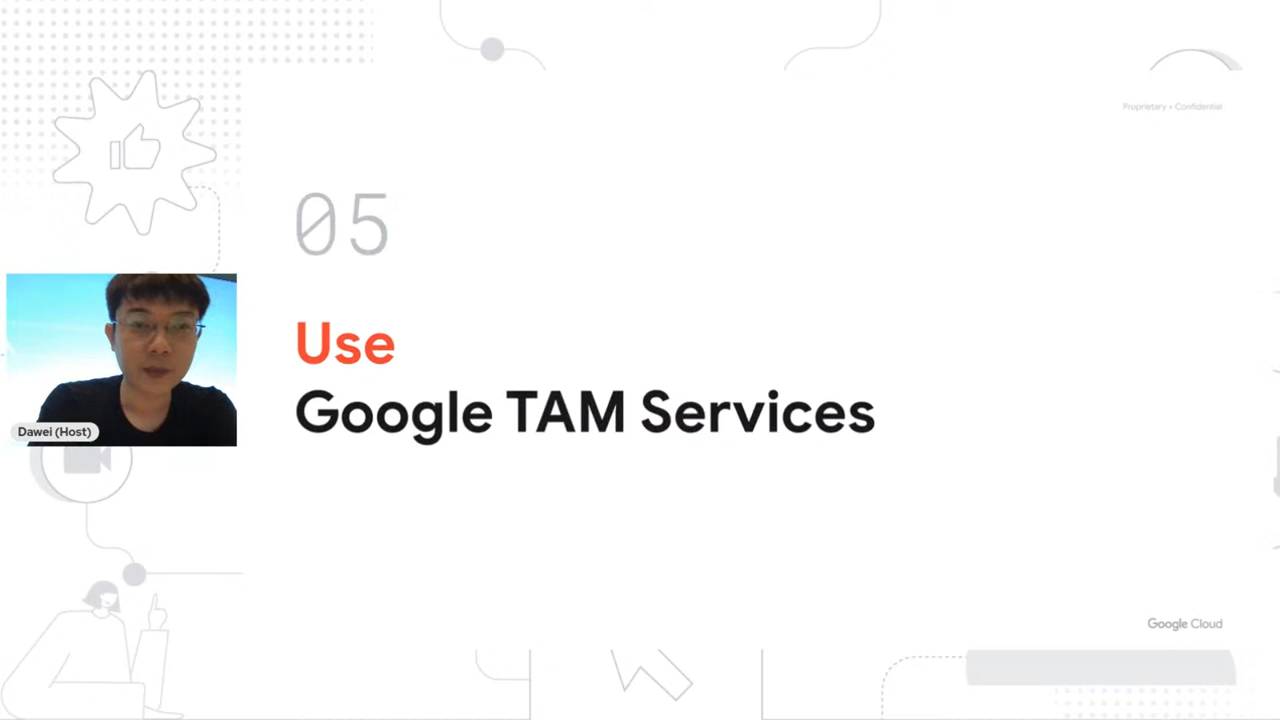 Proprietary + Confidential
05
Use
Google TAM Services
Dawei (Host)
Google Cloud